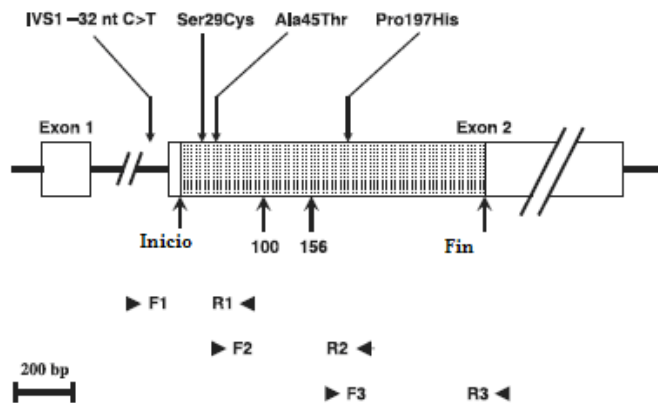 IVS1 –32 nt C>T Ser29Cys Ala45Thr Pro197His
Exon 1 Exon 2
Inicio 100 156 Fin
F1 R1
F2 R2
200 bp
F3 R3